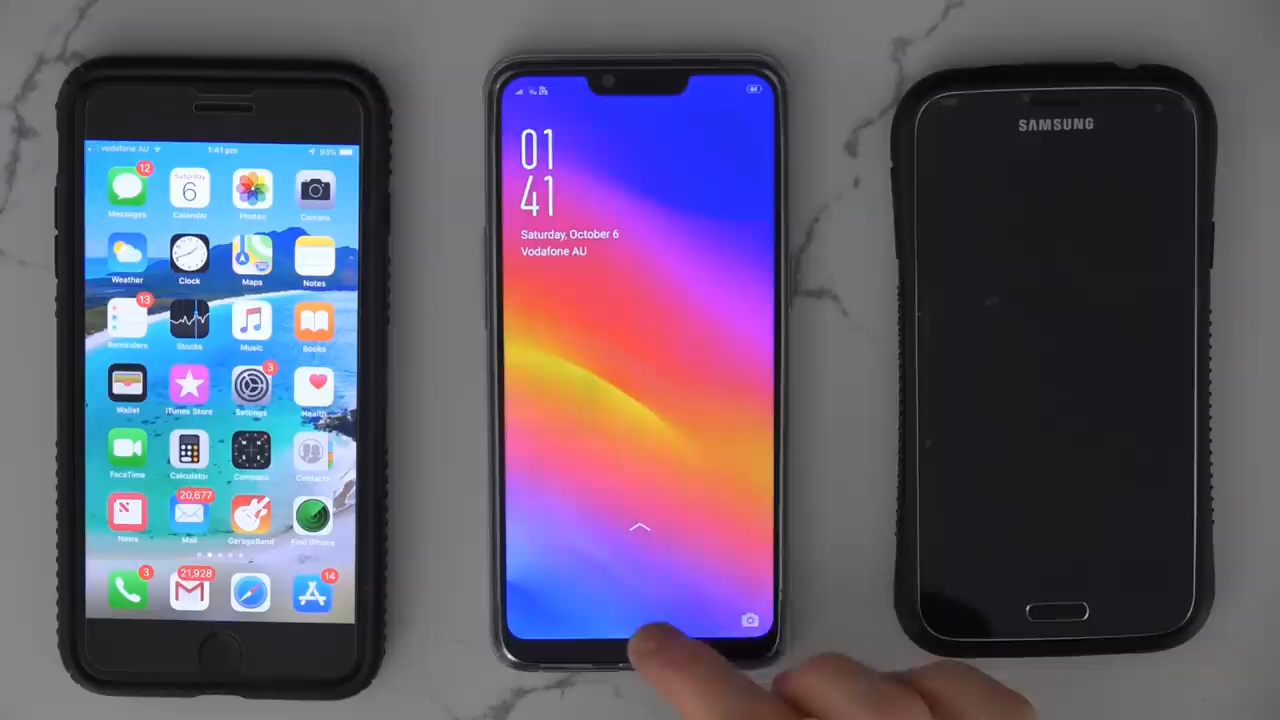 vodafone AU 1:41 pm 93%
12
Saturday
6
Messages Calendar Photos Camera
Weather Clock Maps Notes
13
Reminders Stocks Music Books
3
Wallet iTunes Store Settings Health
FaceTime Calculator Compass Contacts
20,677
News Mail GarageBand Find iPhone
3 21,928 14
64
01
41
Saturday, October 6
Vodafone AU
SAMSUNG